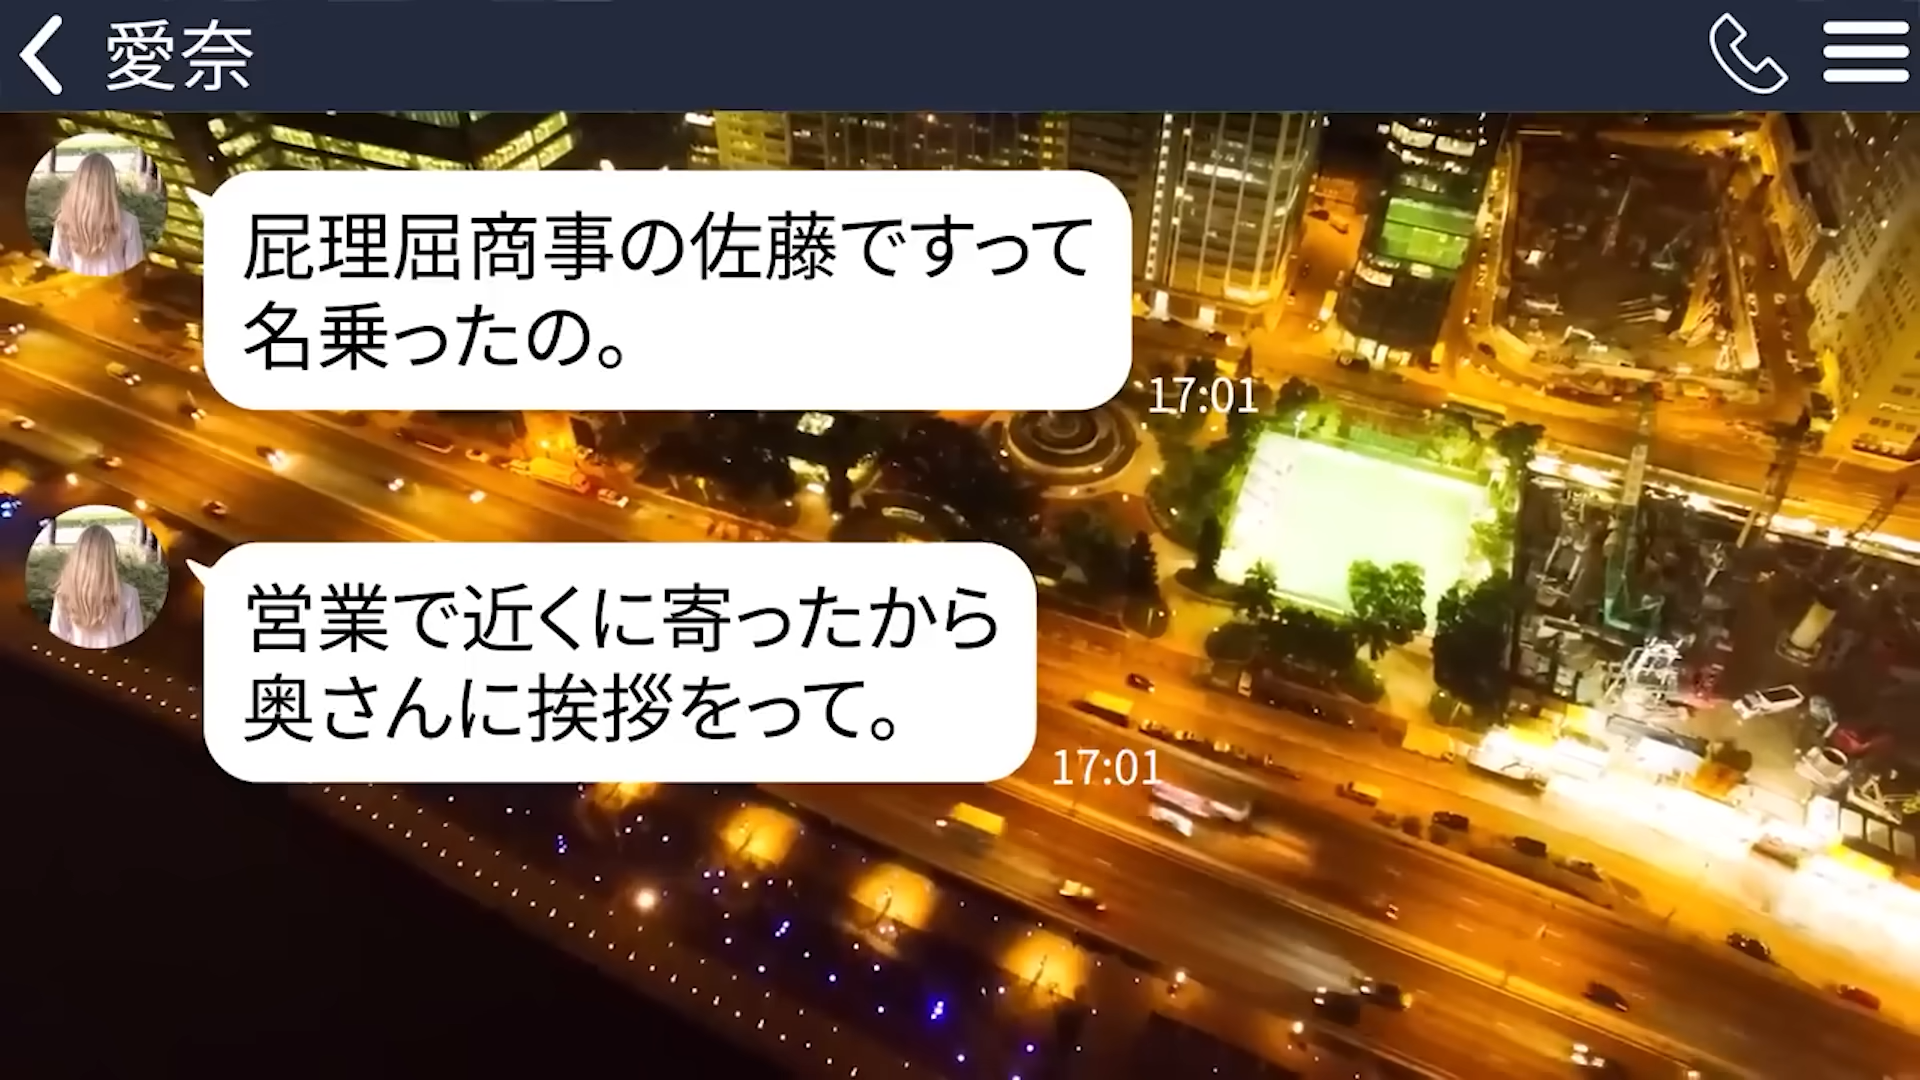 愛奈
屁理屈商事の佐藤ですって
名乗ったの。
17:01
営業で近くに寄ったから
奥さんに挨拶をって。
17:01